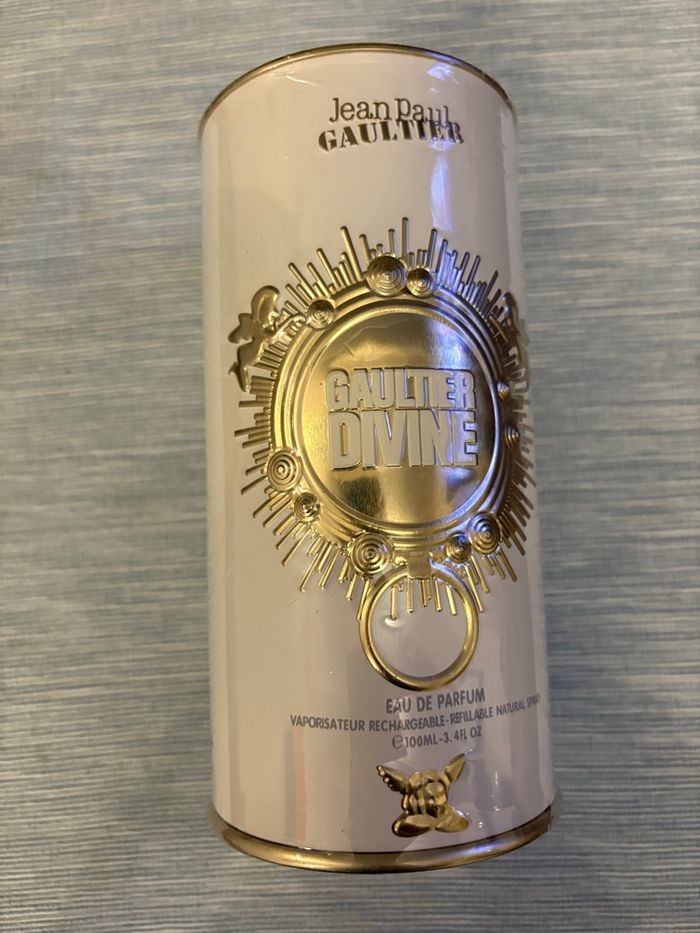 Jean Paul
GAULTIER
GAULTIER
DIVINE
EAU DE PARFUM
VAPORISATEUR RECHARGEABLE-REFILLABLE NATURAL SPRAY
℮100ML-3.4FL OZ